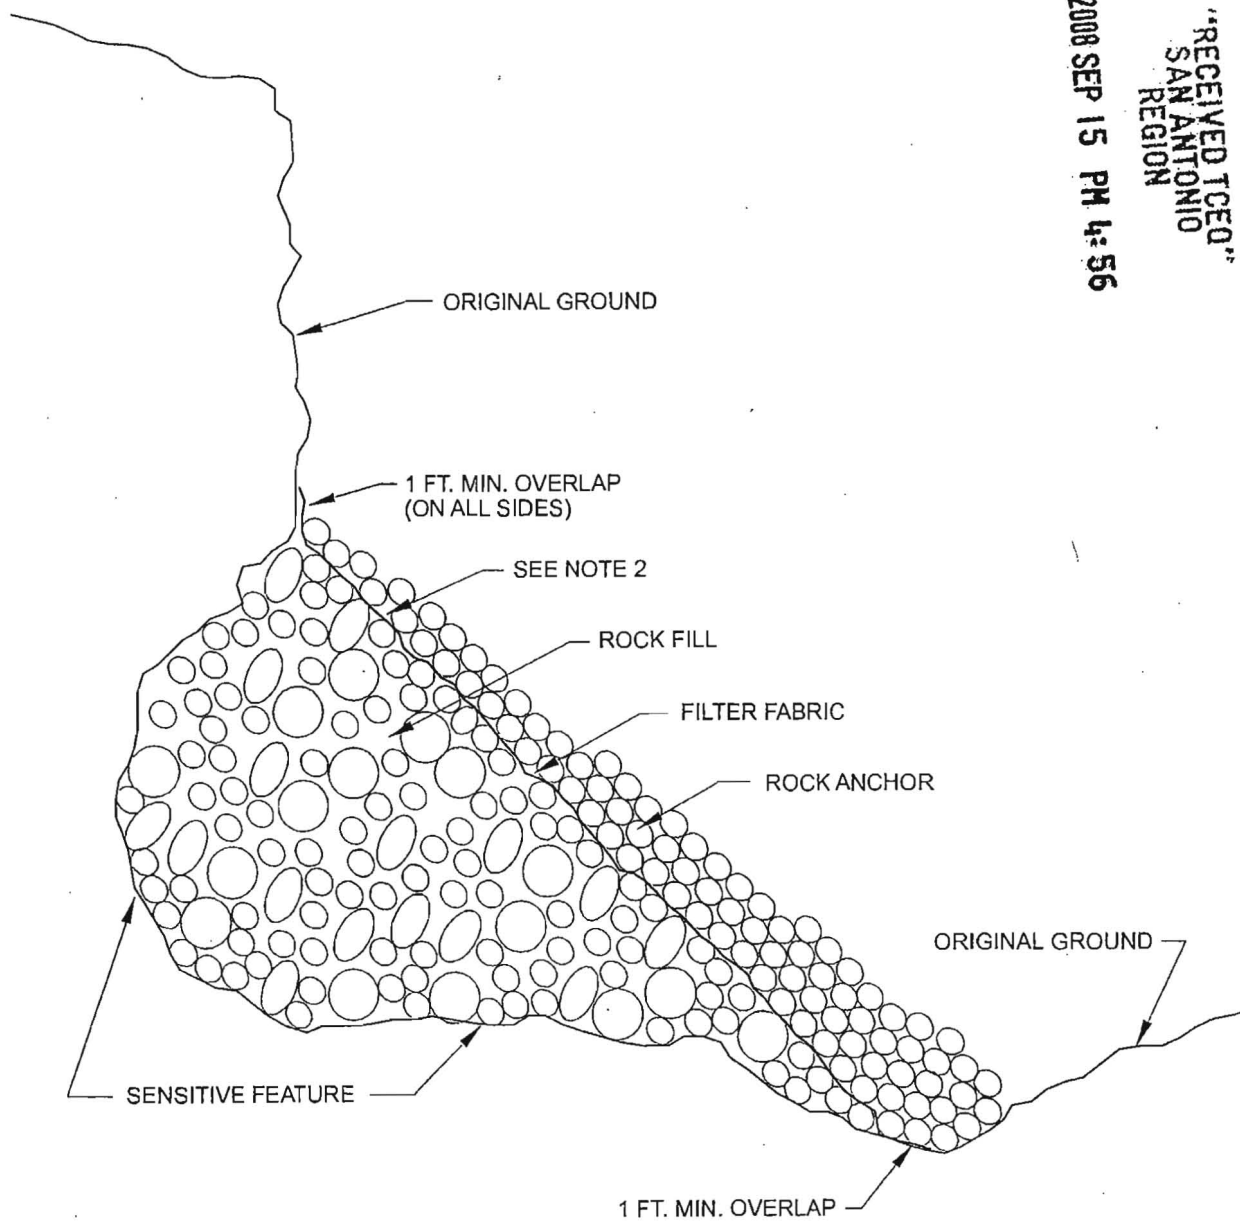 "RECEIVED TCEQ"
SAN ANTONIO
REGION
2008 SEP 15 PM 4:56
ORIGINAL GROUND
1 FT. MIN. OVERLAP
(ON ALL SIDES)
SEE NOTE 2
ROCK FILL
FILTER FABRIC
ROCK ANCHOR
ORIGINAL GROUND
SENSITIVE FEATURE
1 FT. MIN. OVERLAP